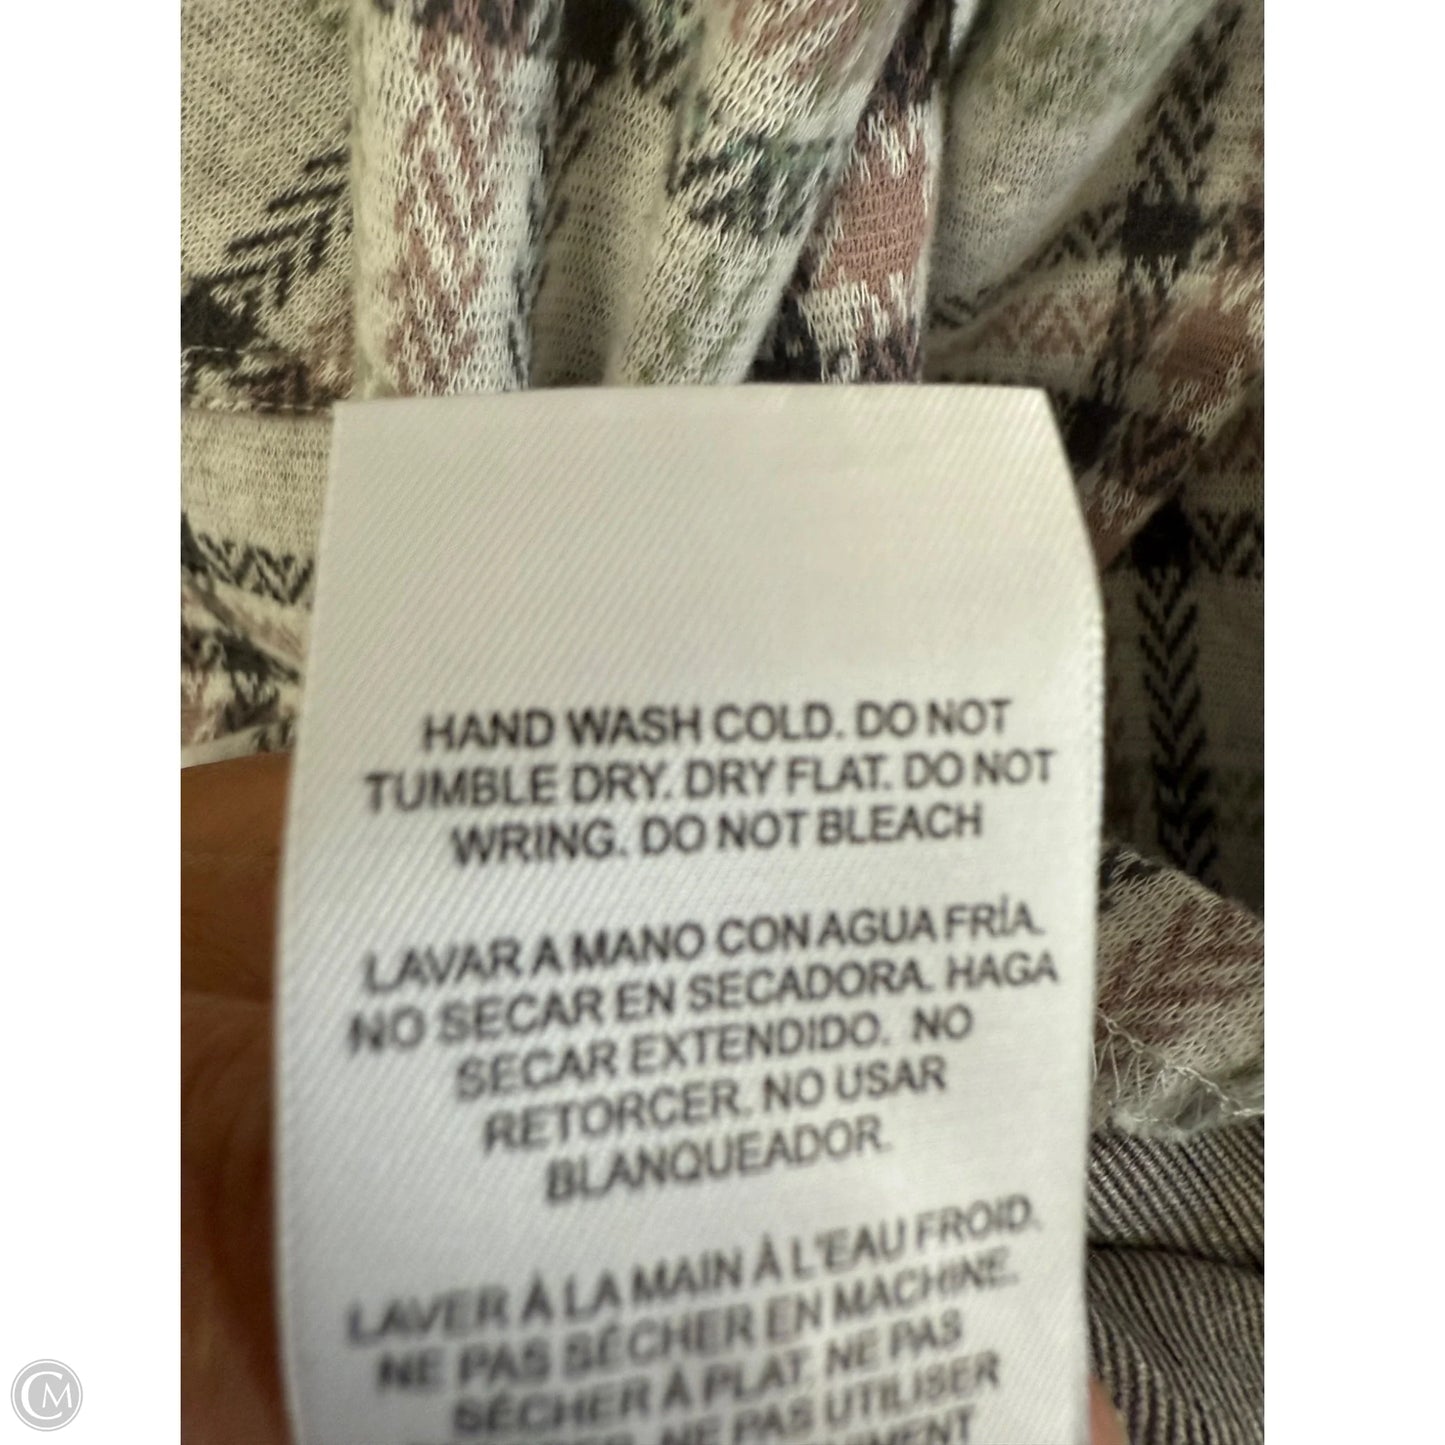 HAND WASH COLD. DO NOT
TUMBLE DRY. DRY FLAT. DO NOT
WRING. DO NOT BLEACH
LAVAR A MANO CON AGUA FRÍA.
NO SECAR EN SECADORA. HAGA
SECAR EXTENDIDO. NO
RETORCER. NO USAR
BLANQUEADOR.
LAVER À LA MAIN À L'EAU FROID.
NE PAS SÉCHER EN MACHINE.
SÉCHER À PLAT. NE PAS
NE PAS UTILISER
CM